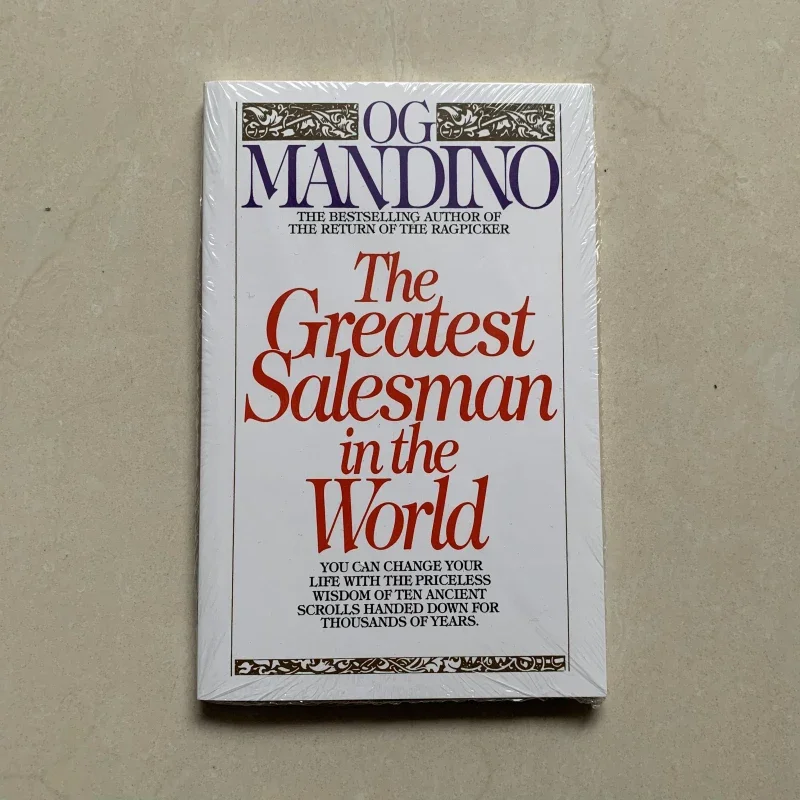 OG
MANDINO
THE BESTSELLING AUTHOR OF
THE RETURN OF THE RAGPICKER
The
Greatest
Salesman
in the
World
YOU CAN CHANGE YOUR
LIFE WITH THE PRICELESS
WISDOM OF TEN ANCIENT
SCROLLS HANDED DOWN FOR
THOUSANDS OF YEARS.